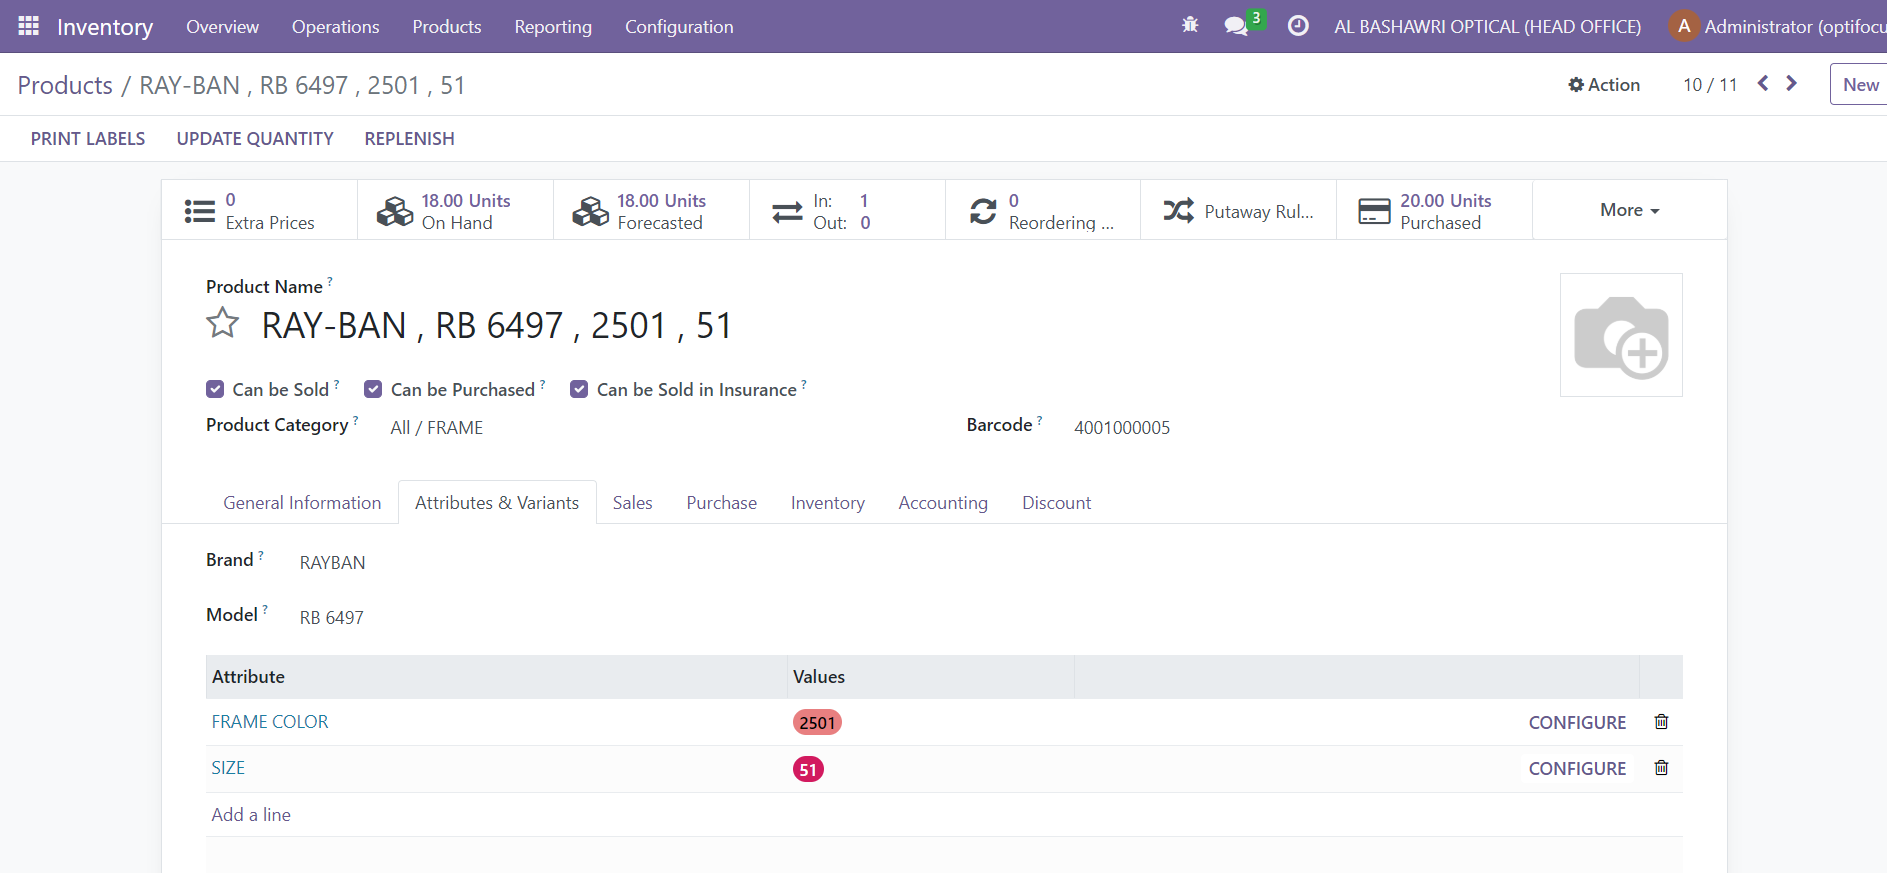 Inventory Overview Operations Products Reporting Configuration 3 AL BASHAWRI OPTICAL (HEAD OFFICE) A Administrator (optifocu
Products / RAY-BAN , RB 6497 , 2501 , 51 Action 10 / 11 New
PRINT LABELS UPDATE QUANTITY REPLENISH
0 Extra Prices
18.00 Units On Hand
18.00 Units Forecasted
In: 1
Out: 0
0 Reordering ...
Putaway Rul...
20.00 Units Purchased
More
Product Name ?
RAY-BAN , RB 6497 , 2501 , 51
Can be Sold ? Can be Purchased ? Can be Sold in Insurance ?
Product Category ? All / FRAME Barcode ? 4001000005
General Information Attributes & Variants Sales Purchase Inventory Accounting Discount
Brand ? RAYBAN
Model ? RB 6497
Attribute Values
FRAME COLOR 2501 CONFIGURE
SIZE 51 CONFIGURE
Add a line